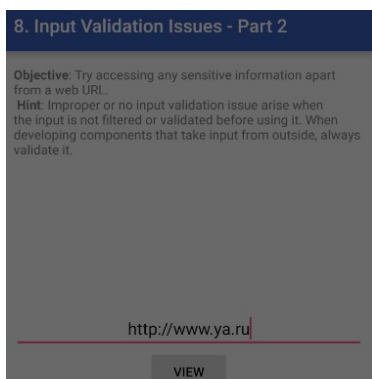 8. Input Validation Issues - Part 2
Objective: Try accessing any sensitive information apart
from a web URL.
Hint: Improper or no input validation issue arise when
the input is not filtered or validated before using it. When
developing components that take input from outside, always
validate it.
http://www.ya.ru
VIEW